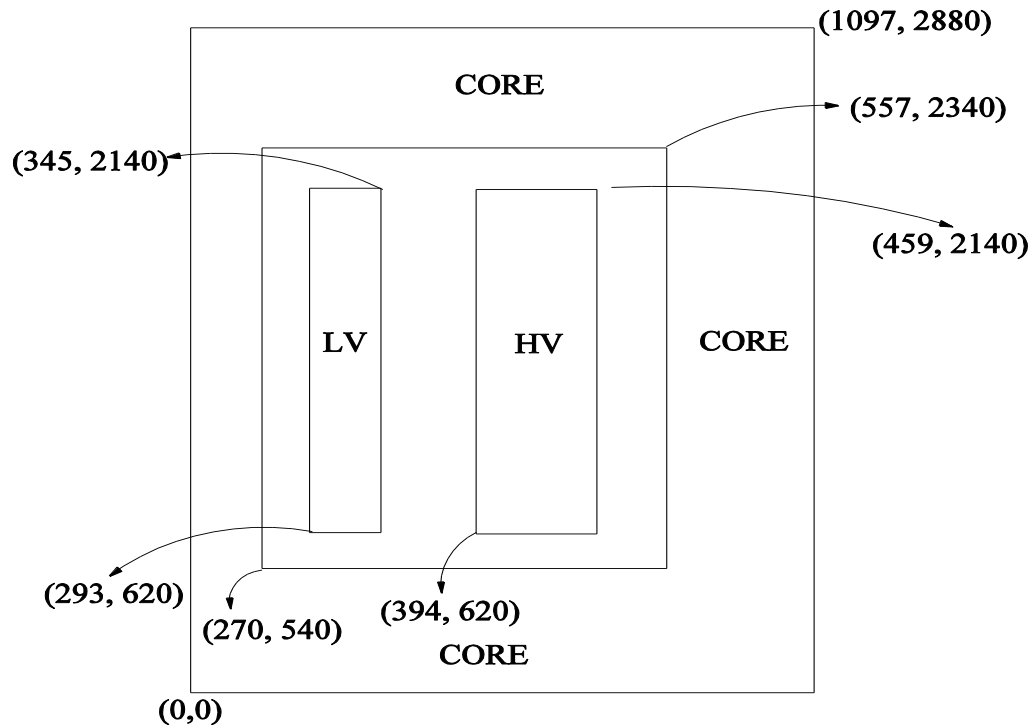 (1097, 2880)
CORE
(557, 2340)
(345, 2140)
(459, 2140)
LV
HV
CORE
(293, 620)
(394, 620)
(270, 540)
CORE
(0,0)